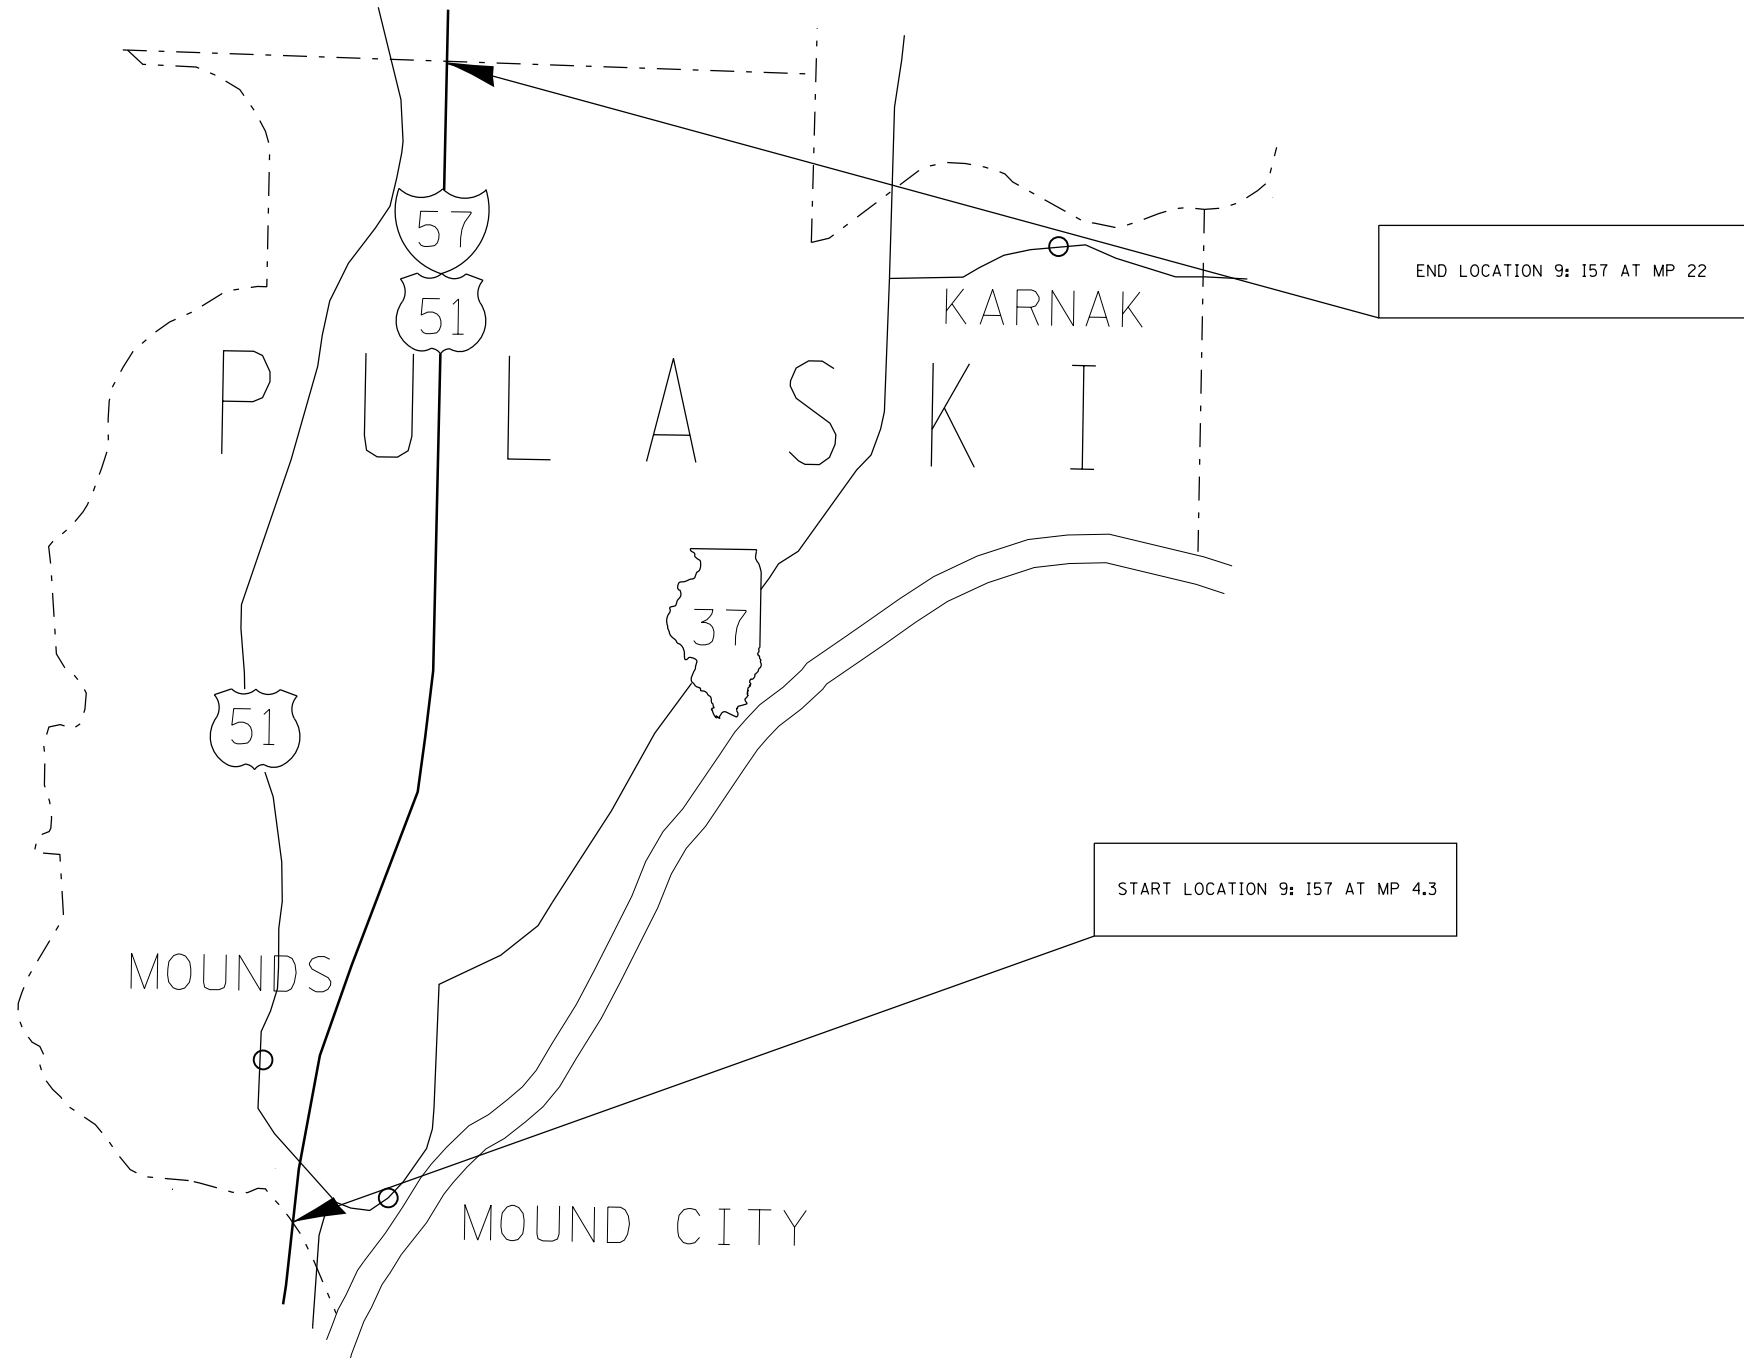 57
51
END LOCATION 9: I57 AT MP 22
KARNAK
PULASKI
37
51
START LOCATION 9: I57 AT MP 4.3
MOUNDS
MOUND CITY